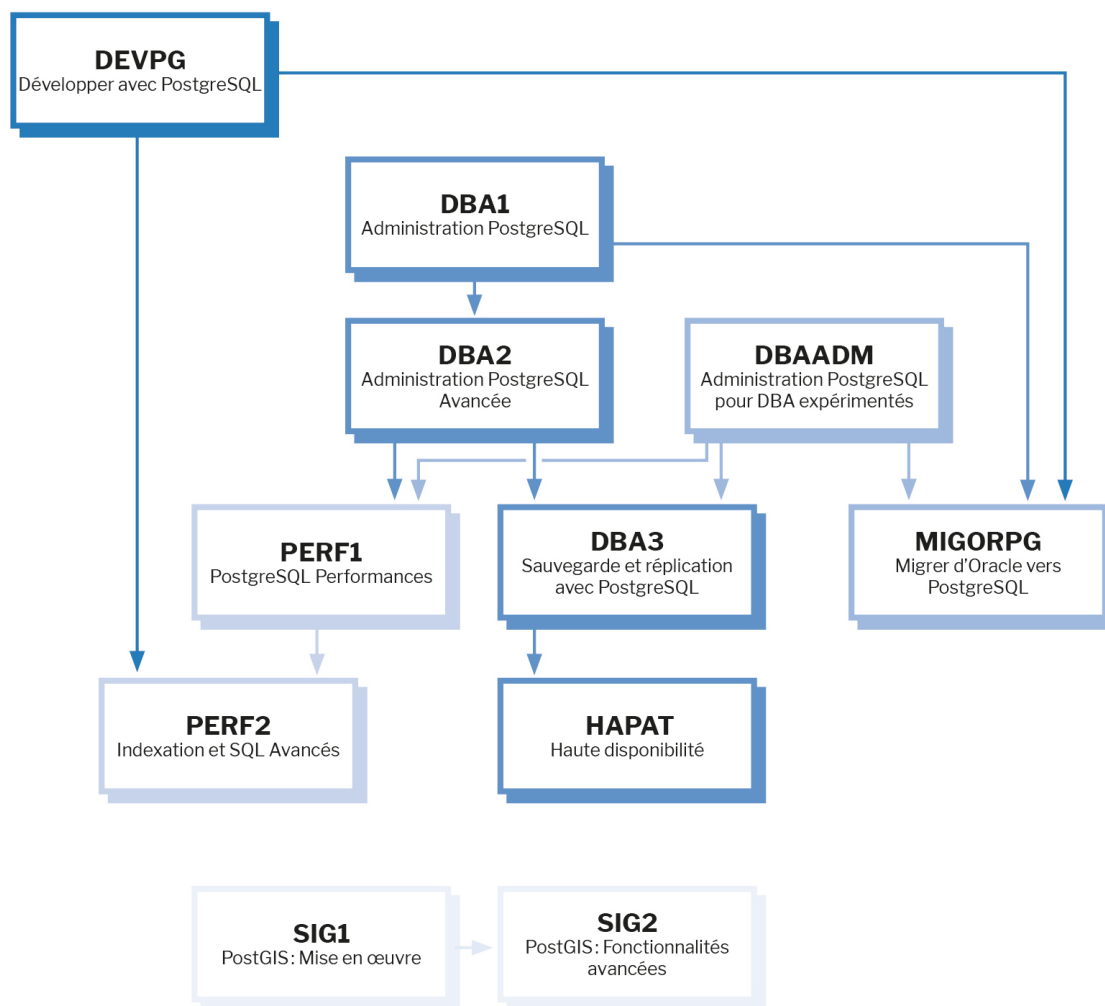 DEVPG
Développer avec PostgreSQL
DBA1
Administration PostgreSQL
DBA2
Administration PostgreSQL
Avancée
DBAADM
Administration PostgreSQL
pour DBA expérimentés
PERF1
PostgreSQL Performances
DBA3
Sauvegarde et réplication
avec PostgreSQL
MIGORPG
Migrer d'Oracle vers
PostgreSQL
PERF2
Indexation et SQL Avancés
HAPAT
Haute disponibilité
SIG1
PostGIS : Mise en œuvre
SIG2
PostGIS : Fonctionnalités
avancées